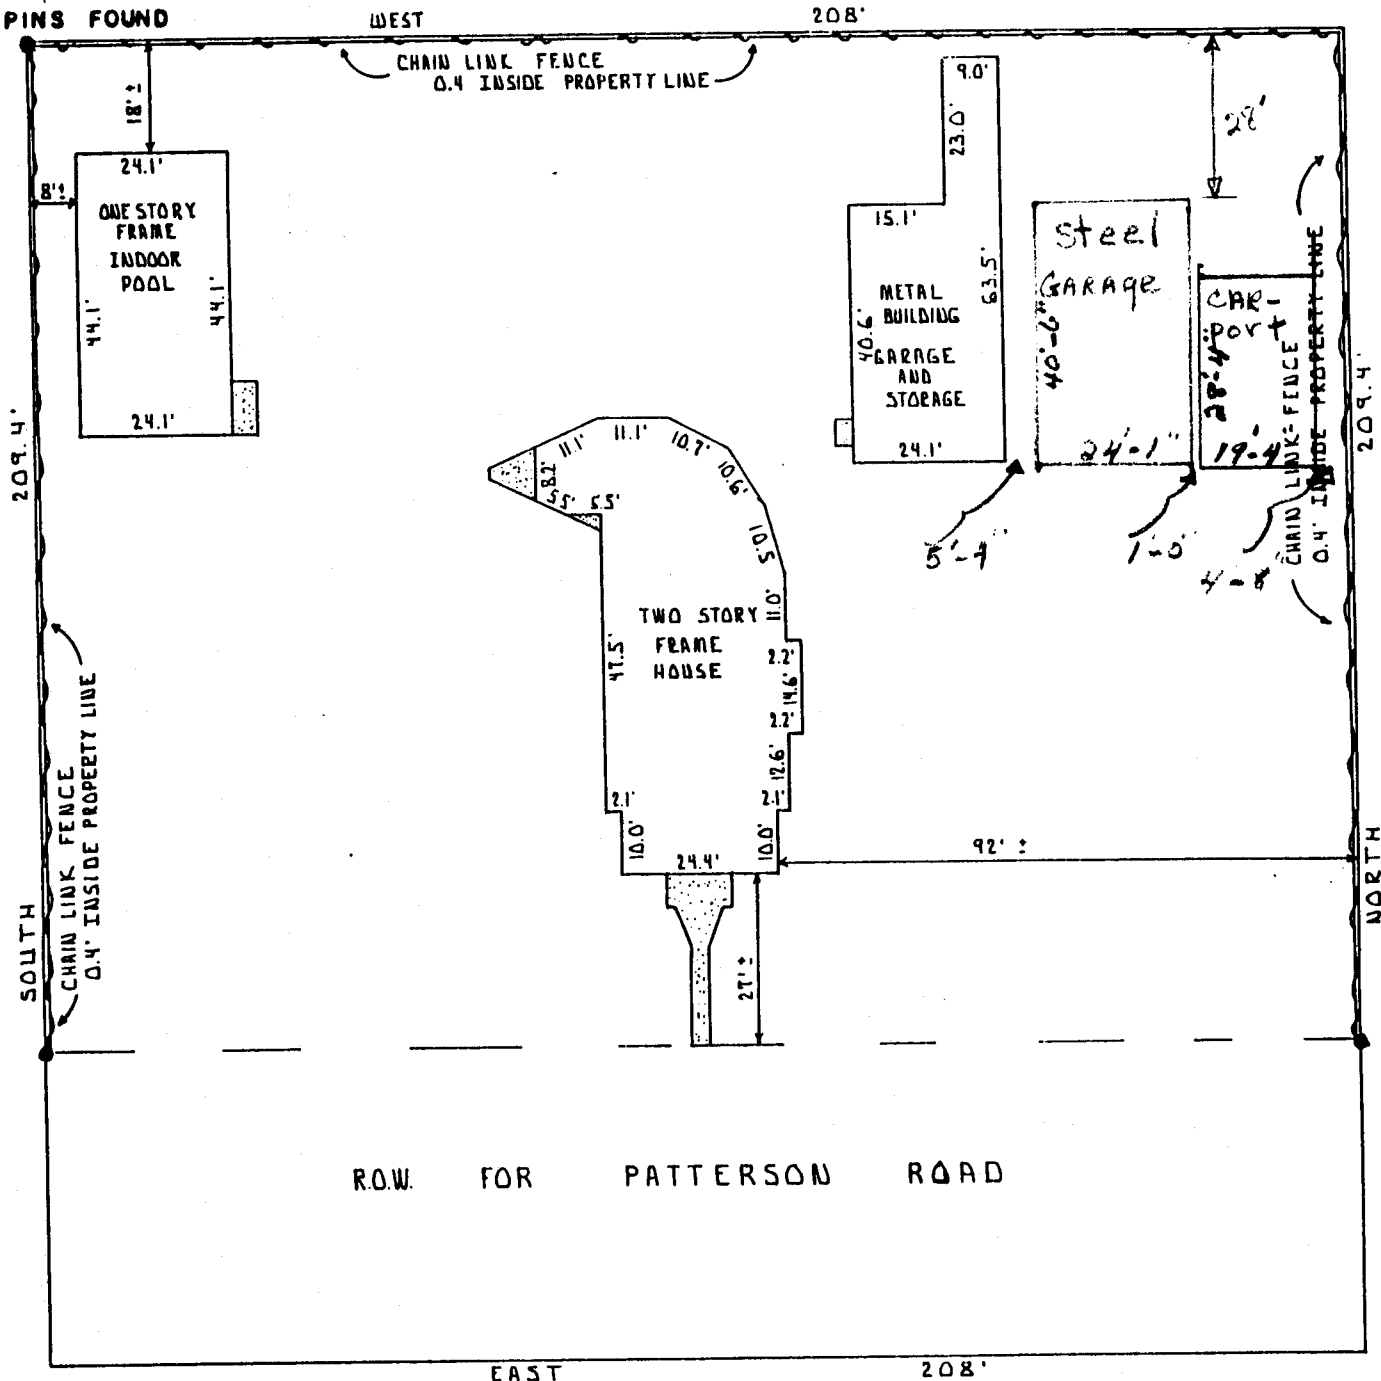 PINS FOUND
WEST
208'
CHAIN LINK FENCE
0.4 INSIDE PROPERTY LINE
18'±
24.1'
8'±
ONE STORY
FRAME
INDOOR
POOL
44.1'
44.1'
24.1'
209.4'
9.0'
23.0'
15.1'
63.5'
METAL
BUILDING
GARAGE
AND
STORAGE
40.6'
24.1'
28'
Steel
GARAGE
40'-6"
24'-1"
CAR-
port
28'-4"
19'-4
CHAIN LINK FENCE
0.4' INSIDE PROPERTY LINE
209.4'
1'-0"
11.1'
11.1'
10.7'
10.6'
10.5
11.0'
8.2'
5.5'
5.5'
TWO STORY
FRAME
HOUSE
47.5'
2.2'
14.6'
2.2'
12.6'
2.1'
2.1'
10.0'
10.0'
24.4'
92' ±
27'±
CHAIN LINK FENCE
0.4' INSIDE PROPERTY LINE
SOUTH
NORTH
R.O.W. FOR PATTERSON ROAD
EAST
208'